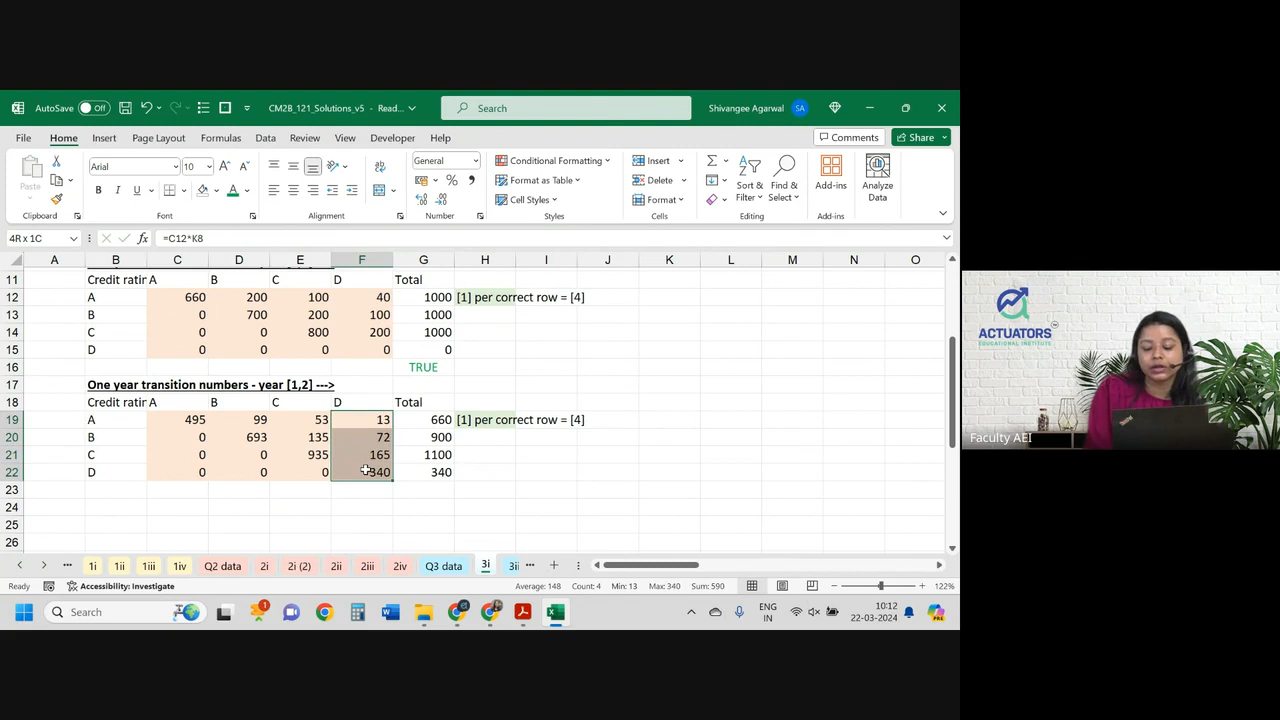 AutoSave Off CM2B_121_Solutions_v5 - Read... Search Shivangee Agarwal SA
File Home Insert Page Layout Formulas Data Review View Developer Help Comments Share
Paste Arial 10 General Conditional Formatting Insert Add-ins Analyze Data
B I U Format as Table Delete Sort & Filter Find & Select
Cell Styles Format
Clipboard Font Alignment Number Styles Cells Editing Add-ins
4R x 1C fx =C12*K8
A B C D E F G H I J K L M N O
11 Credit ratin A B C D Total
12 A 660 200 100 40 1000 [1] per correct row = [4]
13 B 0 700 200 100 1000
14 C 0 0 800 200 1000
15 D 0 0 0 0 0
16 TRUE
17 One year transition numbers - year [1,2] --->
18 Credit ratin A B C D Total
19 A 495 99 53 13 660 [1] per correct row = [4]
20 B 0 693 135 72 900
21 C 0 0 935 165 1100
22 D 0 0 0 340 340
23
24
25
26
1i 1ii 1iii 1iv Q2 data 2i 2i (2) 2ii 2iii 2iv Q3 data 3i 3ii
Ready Accessibility: Investigate Average: 148 Count: 4 Min: 13 Max: 340 Sum: 590 122%
Search 1 ENG IN 10:12 22-03-2024
ACTUATORS
EDUCATIONAL INSTITUTE
Faculty AEI